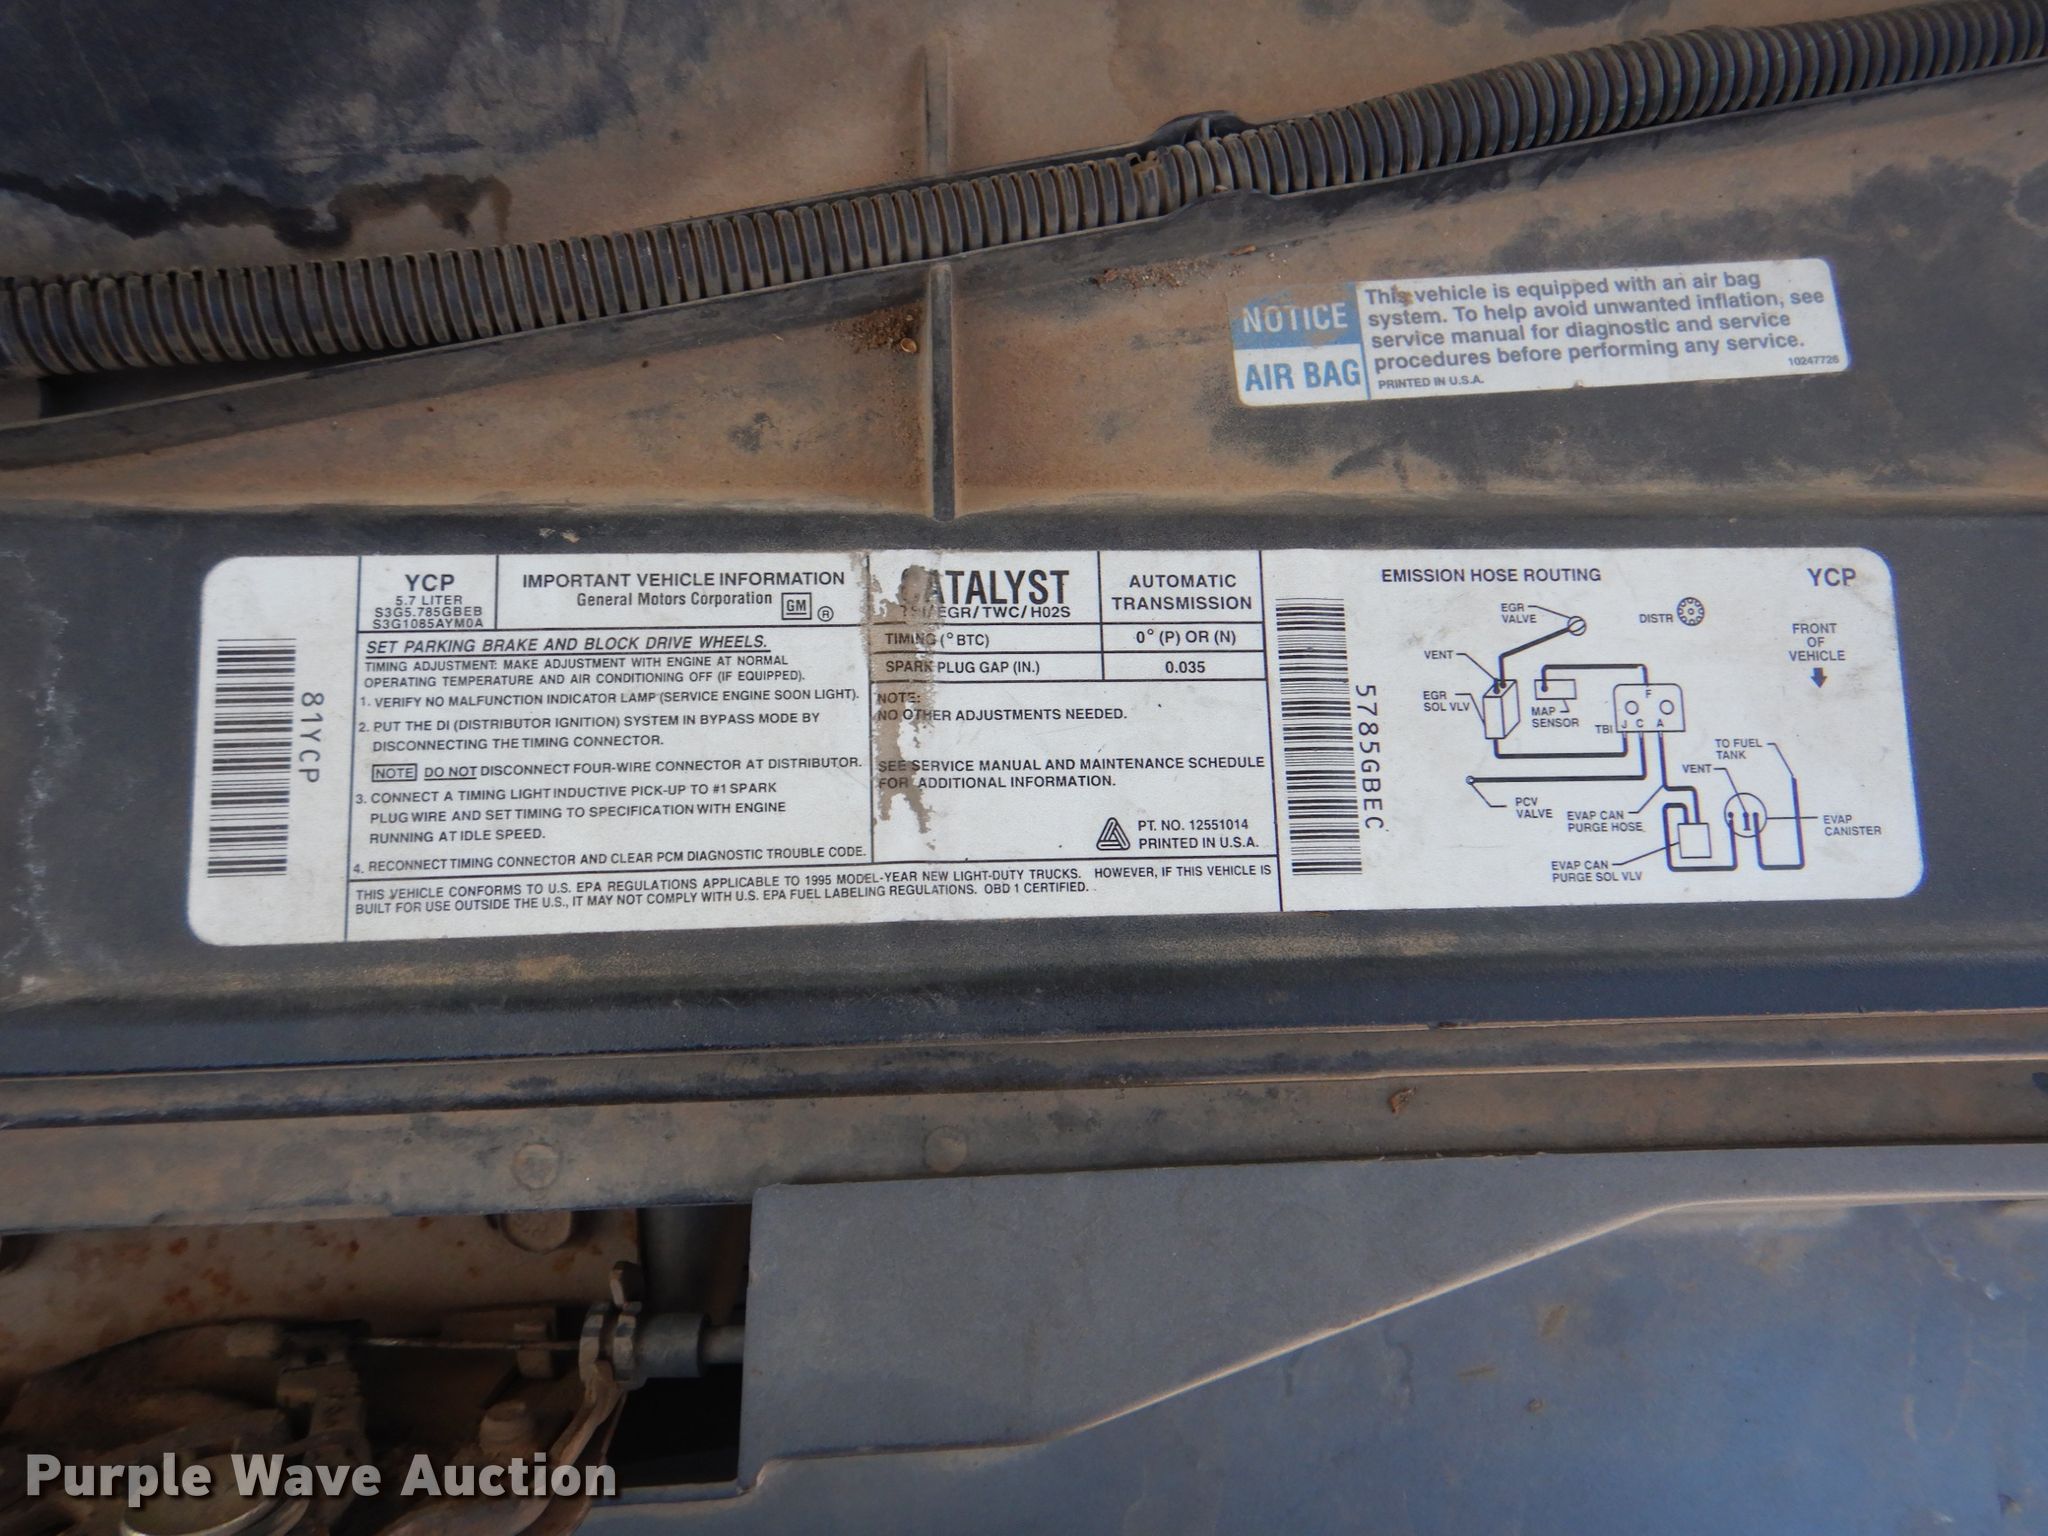 NOTICE
AIR BAG
This vehicle is equipped with an air bag
system. To help avoid unwanted inflation, see
service manual for diagnostic and service
procedures before performing any service.
PRINTED IN U.S.A.
10247726
81YCP
YCP
5.7 LITER
S3G5.785GBEB
S3G1085AYM0A
IMPORTANT VEHICLE INFORMATION
General Motors Corporation GM ®
SET PARKING BRAKE AND BLOCK DRIVE WHEELS.
TIMING ADJUSTMENT: MAKE ADJUSTMENT WITH ENGINE AT NORMAL
OPERATING TEMPERATURE AND AIR CONDITIONING OFF (IF EQUIPPED).
1. VERIFY NO MALFUNCTION INDICATOR LAMP (SERVICE ENGINE SOON LIGHT).
2. PUT THE DI (DISTRIBUTOR IGNITION) SYSTEM IN BYPASS MODE BY
DISCONNECTING THE TIMING CONNECTOR.
NOTE DO NOT DISCONNECT FOUR-WIRE CONNECTOR AT DISTRIBUTOR.
3. CONNECT A TIMING LIGHT INDUCTIVE PICK-UP TO #1 SPARK
PLUG WIRE AND SET TIMING TO SPECIFICATION WITH ENGINE
RUNNING AT IDLE SPEED.
4. RECONNECT TIMING CONNECTOR AND CLEAR PCM DIAGNOSTIC TROUBLE CODE.
CATALYST
EGR/TWC/HO2S
AUTOMATIC
TRANSMISSION
TIMING (° BTC)
0° (P) OR (N)
SPARK PLUG GAP (IN.)
0.035
NOTE:
NO OTHER ADJUSTMENTS NEEDED.
SEE SERVICE MANUAL AND MAINTENANCE SCHEDULE
FOR ADDITIONAL INFORMATION.
PT. NO. 12551014
PRINTED IN U.S.A.
THIS VEHICLE CONFORMS TO U.S. EPA REGULATIONS APPLICABLE TO 1995 MODEL-YEAR NEW LIGHT-DUTY TRUCKS. HOWEVER, IF THIS VEHICLE IS
BUILT FOR USE OUTSIDE THE U.S., IT MAY NOT COMPLY WITH U.S. EPA FUEL LABELING REGULATIONS. OBD 1 CERTIFIED.
5785GBEC
EMISSION HOSE ROUTING
YCP
EGR
VALVE
DISTR
FRONT
OF
VEHICLE
VENT
EGR
SOL VLV
MAP
SENSOR
F
TBI
J C A
TO FUEL
TANK
VENT
PCV
VALVE
EVAP CAN
PURGE HOSE
EVAP
CANISTER
EVAP CAN
PURGE SOL VLV
Purple Wave Auction